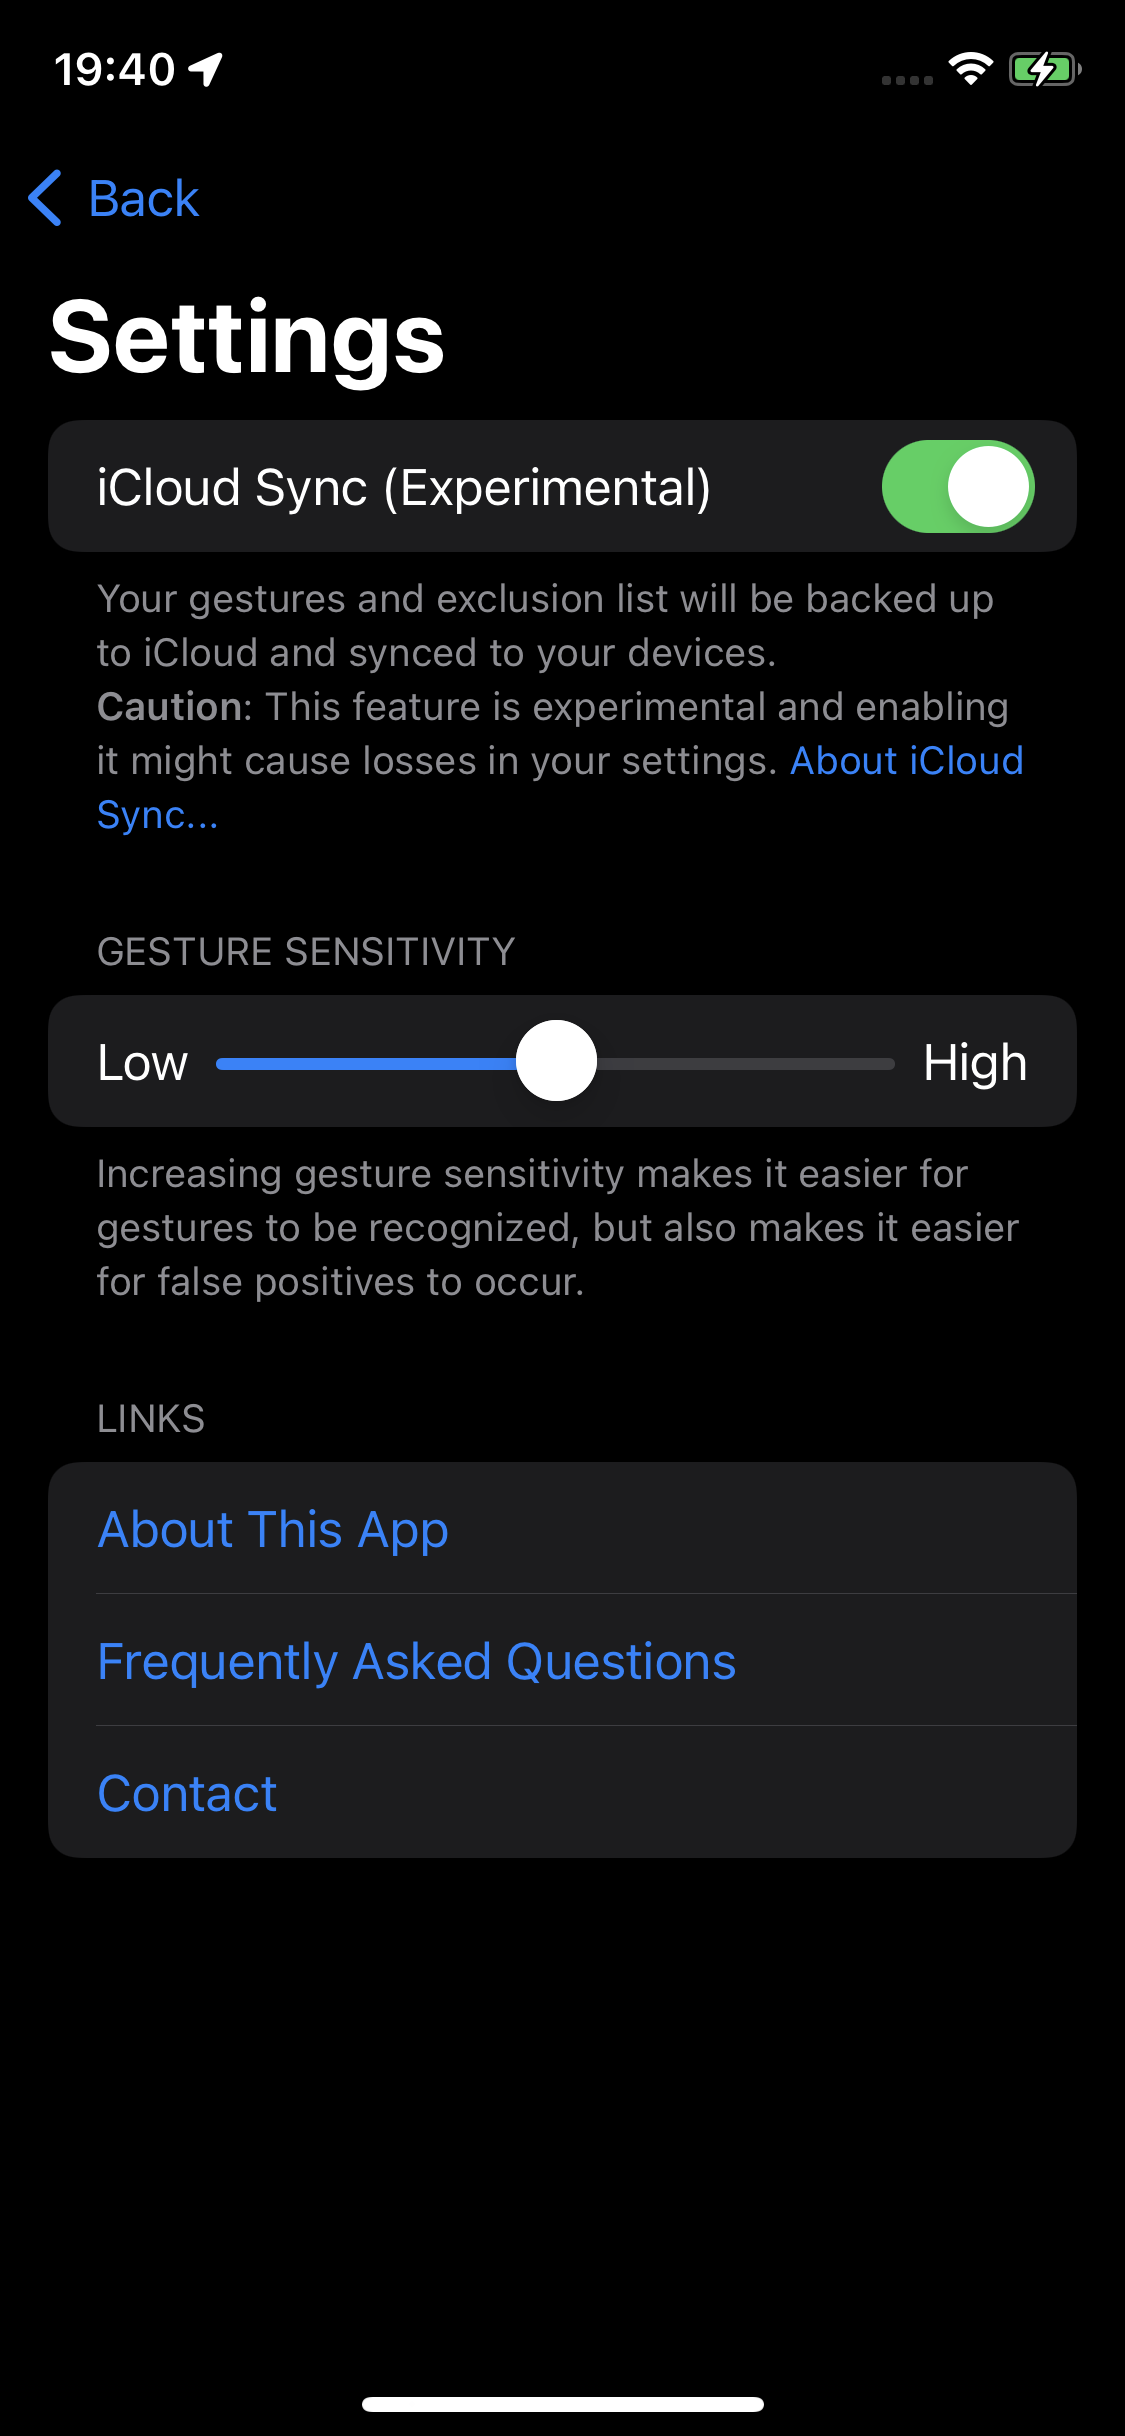 19:40
Back
Settings
iCloud Sync (Experimental)
Your gestures and exclusion list will be backed up
to iCloud and synced to your devices.
Caution: This feature is experimental and enabling
it might cause losses in your settings. About iCloud
Sync...
GESTURE SENSITIVITY
Low High
Increasing gesture sensitivity makes it easier for
gestures to be recognized, but also makes it easier
for false positives to occur.
LINKS
About This App
Frequently Asked Questions
Contact